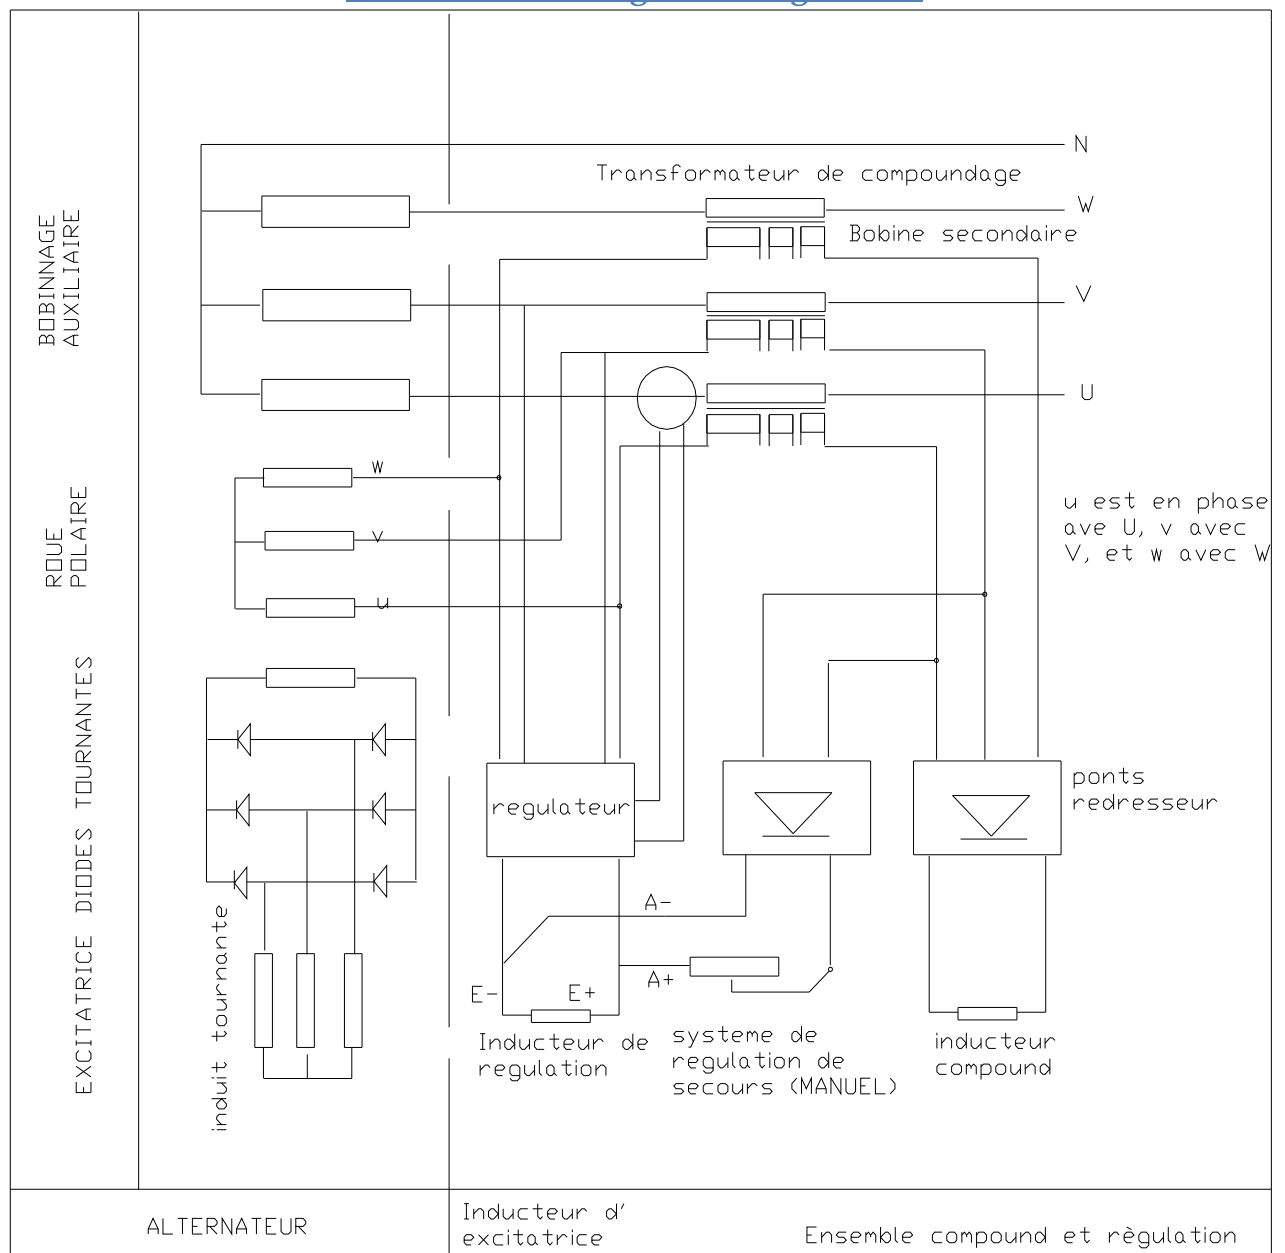 N
Transformateur de compoundage
W
Bobine secondaire
V
U
BOBINNAGE
AUXILIAIRE
W
V
u
ROUE
POLAIRE
u est en phase
ave U, v avec
V, et w avec W
EXCITATRICE DIODES TOURNANTES
regulateur
ponts
redresseur
induit tournante
A-
A+
E-
E+
Inducteur de
regulation
systeme de
regulation de
secours (MANUEL)
inducteur
compound
ALTERNATEUR
Inducteur d'
excitatrice
Ensemble compound et règulation